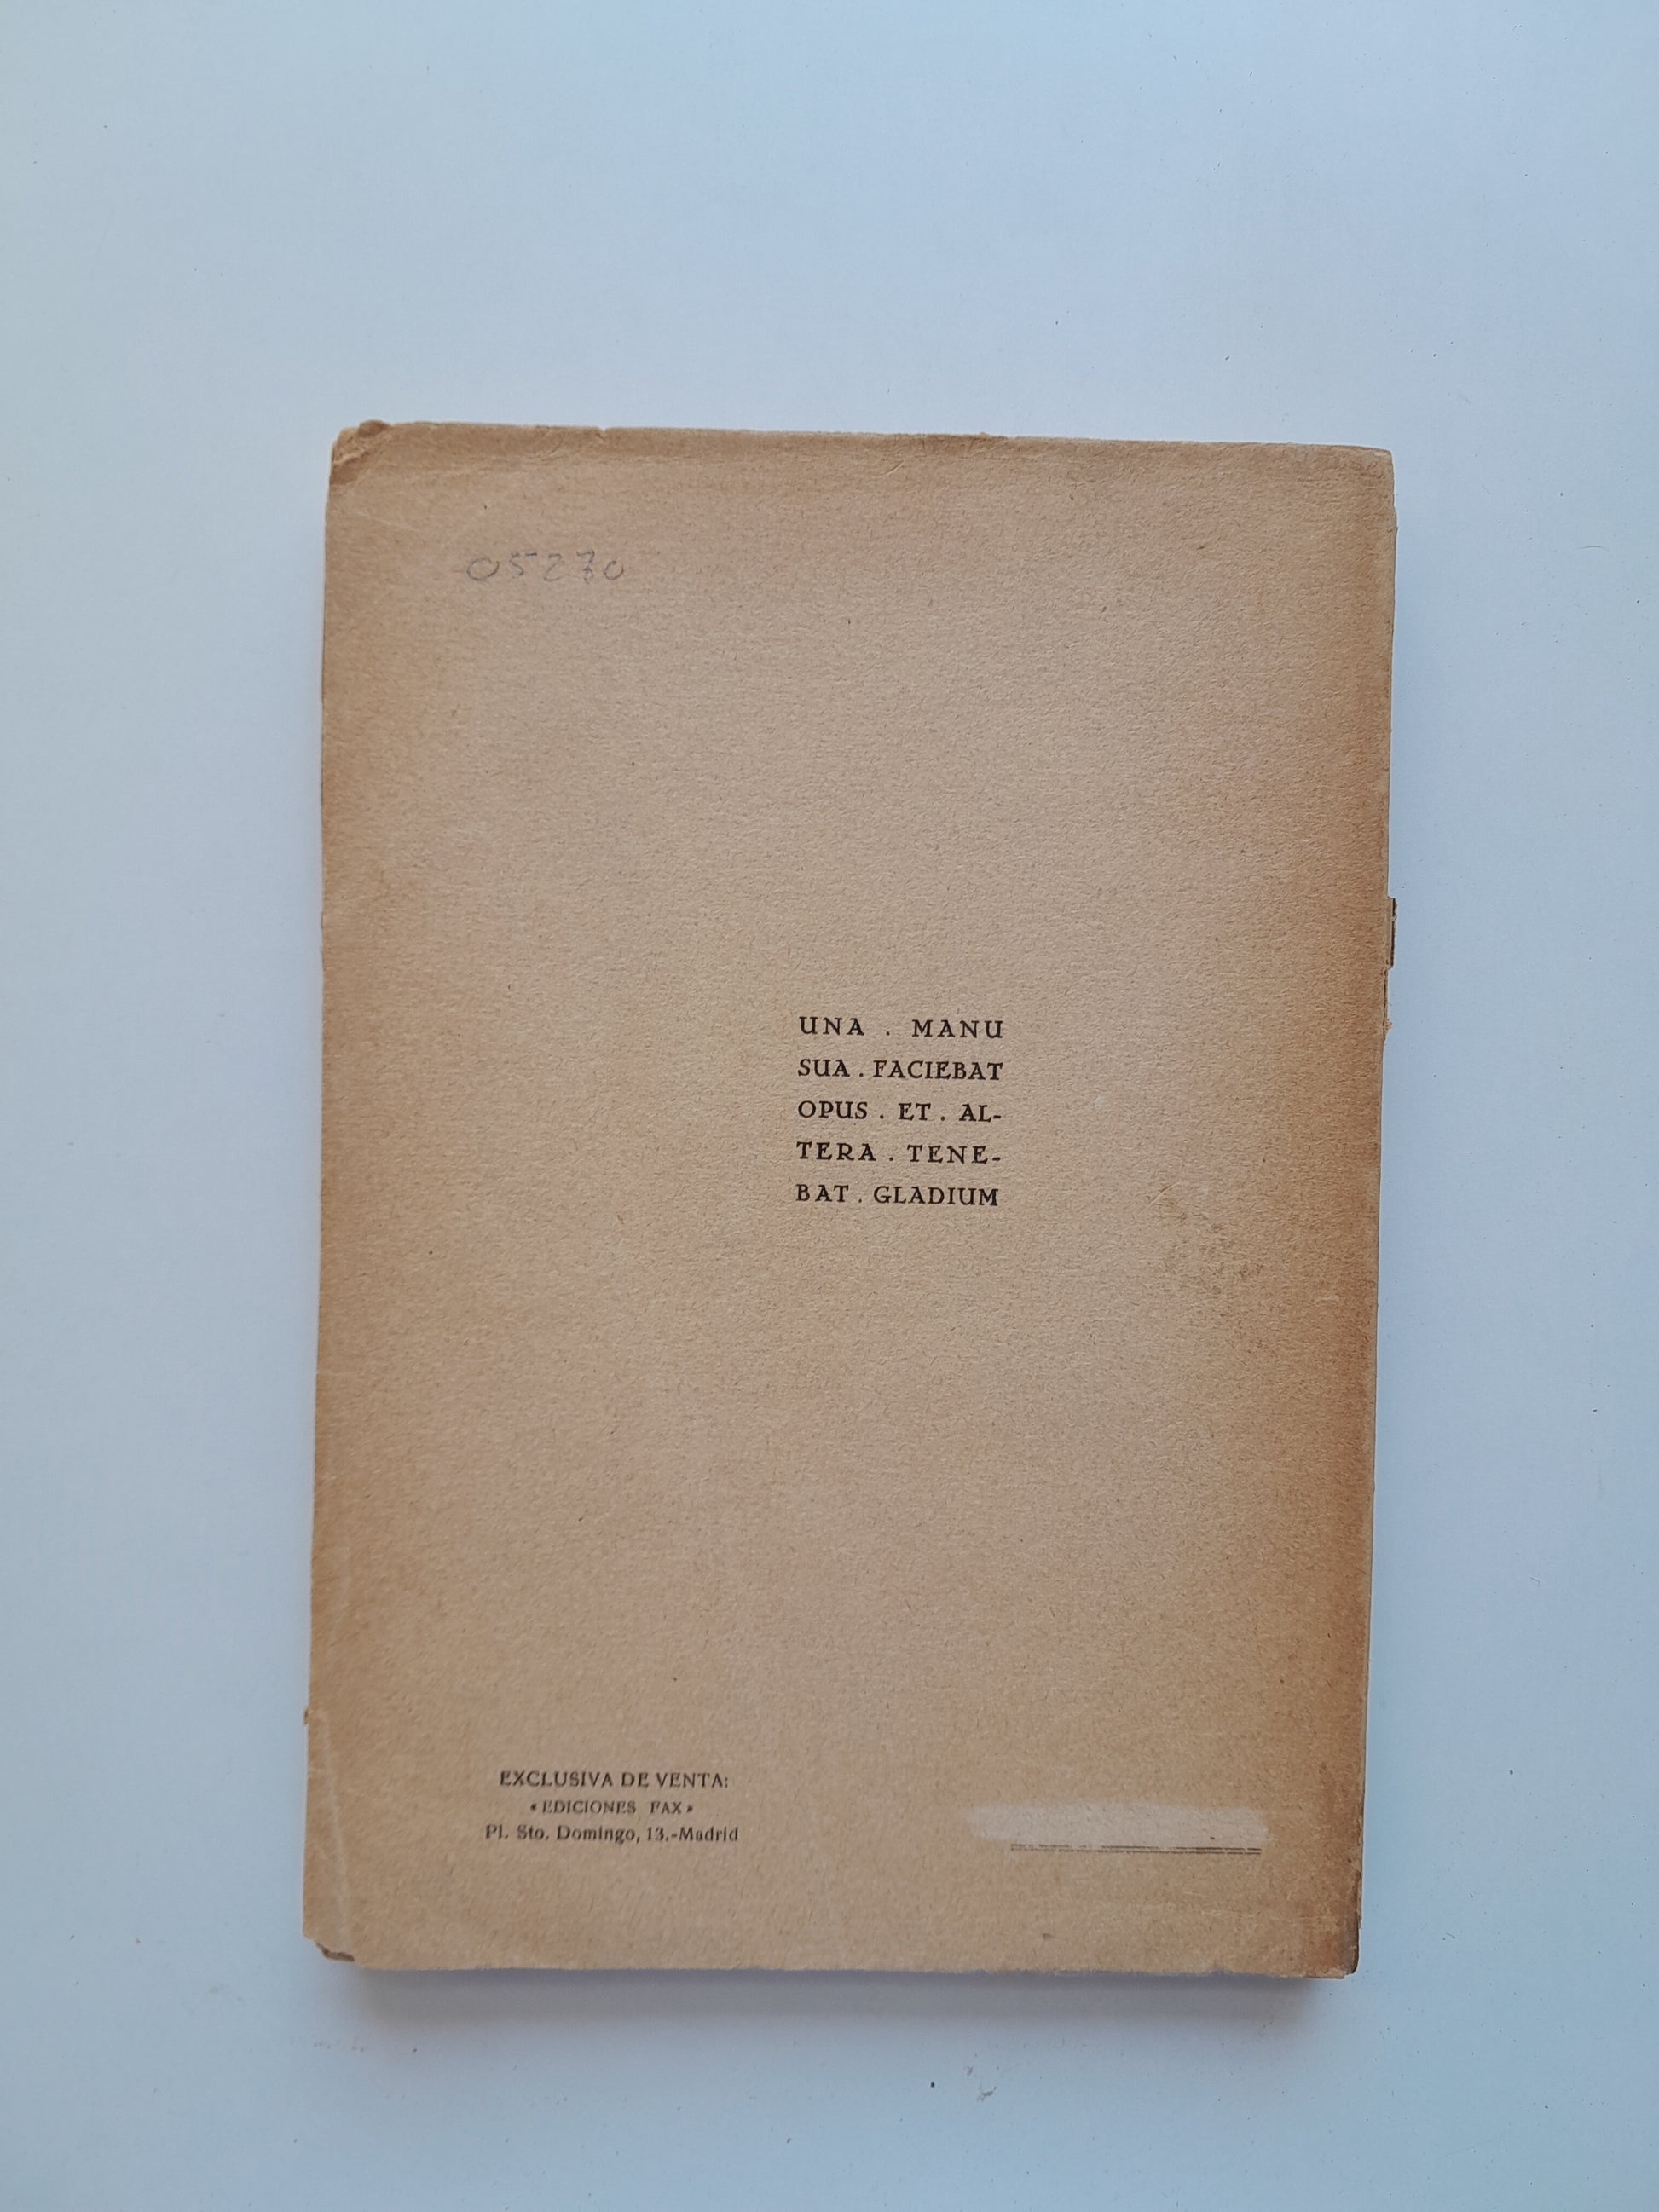 05270
UNA . MANU
SUA . FACIEBAT
OPUS . ET . AL-
TERA . TENE-
BAT . GLADIUM
EXCLUSIVA DE VENTA:
«EDICIONES FAX»
Pl. Sto. Domingo, 13.-Madrid